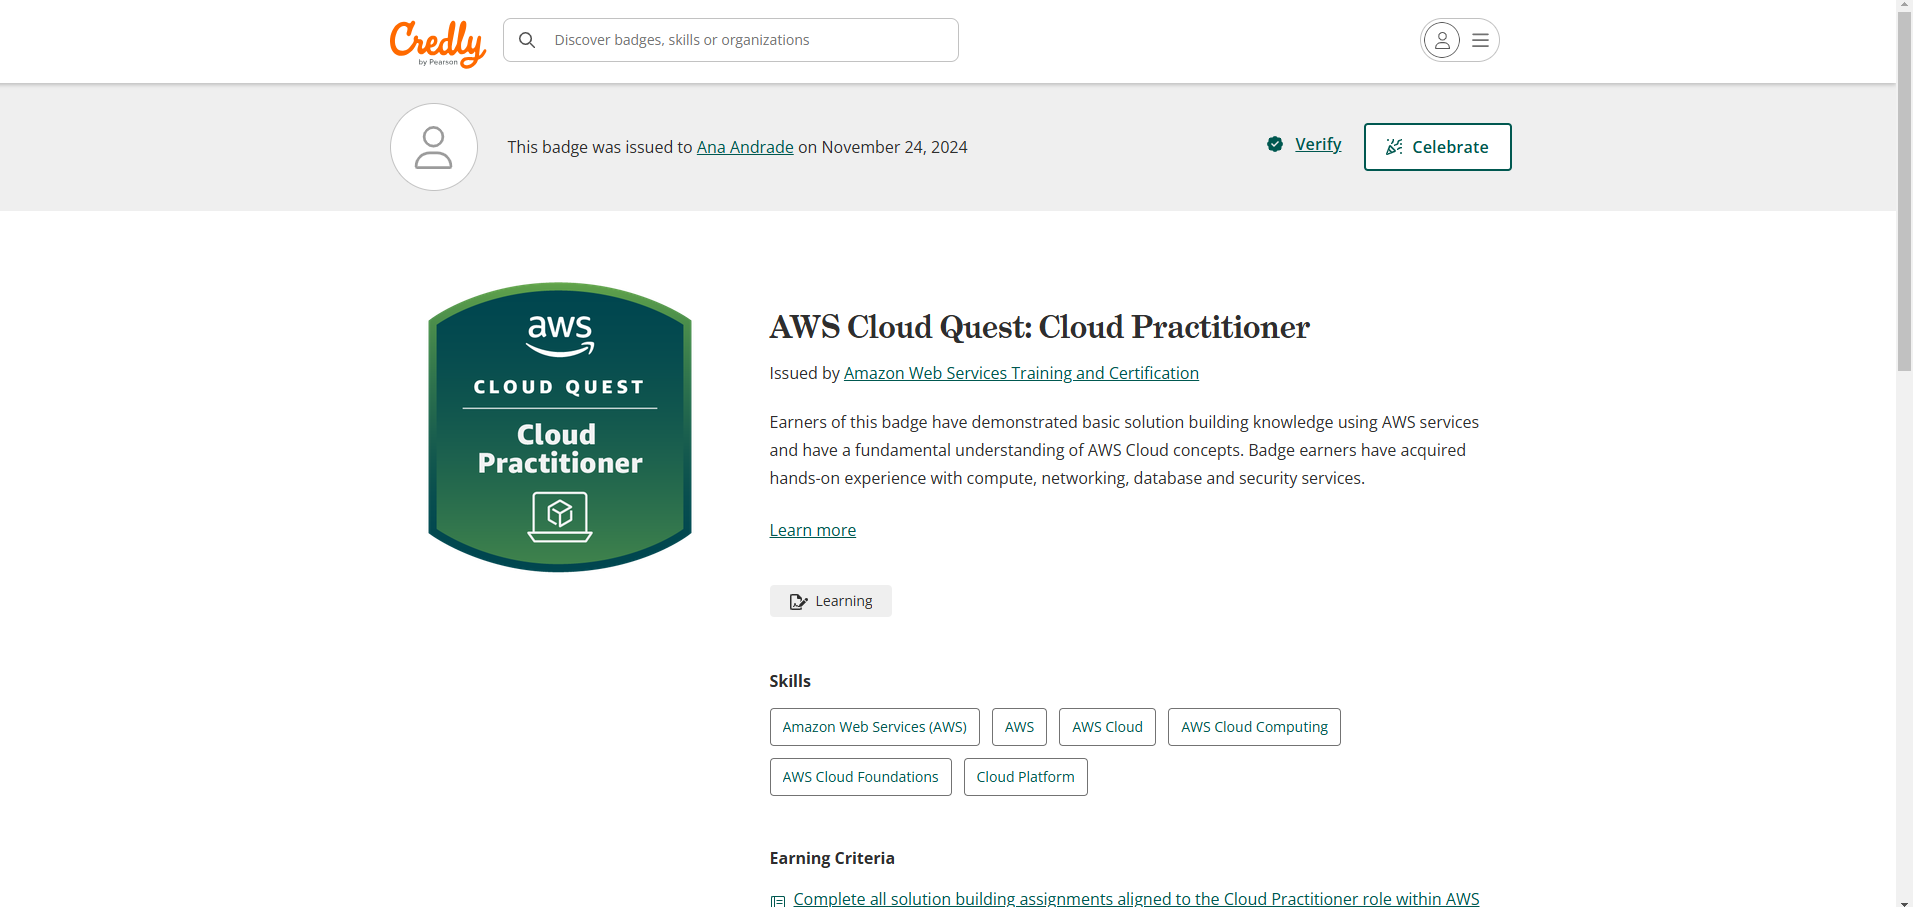 Credly
by Pearson
Discover badges, skills or organizations
This badge was issued to Ana Andrade on November 24, 2024
Verify
Celebrate
aws
CLOUD QUEST
Cloud
Practitioner
AWS Cloud Quest: Cloud Practitioner
Issued by Amazon Web Services Training and Certification
Earners of this badge have demonstrated basic solution building knowledge using AWS services
and have a fundamental understanding of AWS Cloud concepts. Badge earners have acquired
hands-on experience with compute, networking, database and security services.
Learn more
Learning
Skills
Amazon Web Services (AWS)
AWS
AWS Cloud
AWS Cloud Computing
AWS Cloud Foundations
Cloud Platform
Earning Criteria
Complete all solution building assignments aligned to the Cloud Practitioner role within AWS